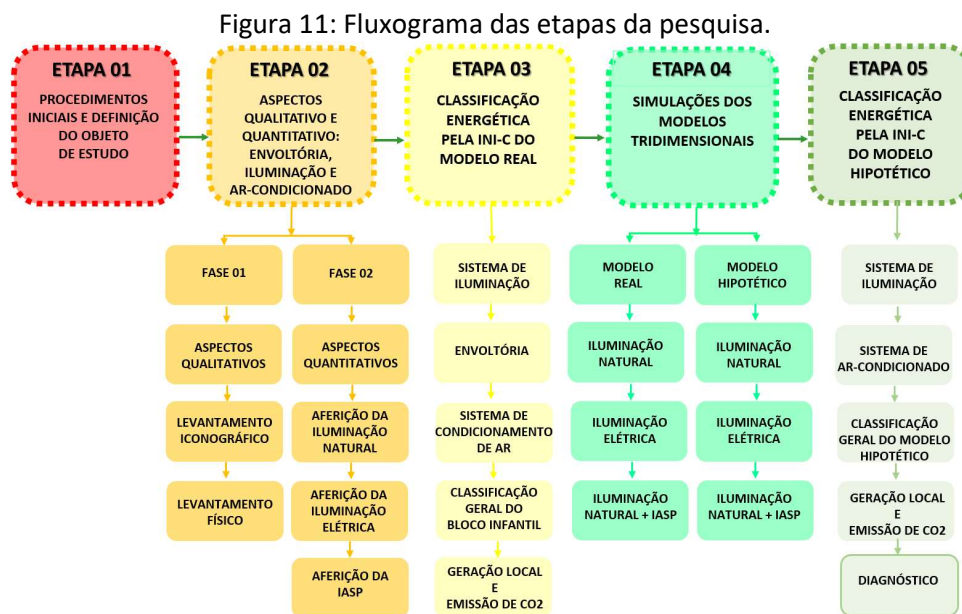 Figura 11: Fluxograma das etapas da pesquisa.
ETAPA 01
PROCEDIMENTOS
INICIAIS E DEFINIÇÃO
DO OBJETO
DE ESTUDO
ETAPA 02
ASPECTOS
QUALITATIVO E
QUANTITATIVO:
ENVOLTÓRIA,
ILUMINAÇÃO E
AR-CONDICIONADO
ETAPA 03
CLASSIFICAÇÃO
ENERGÉTICA
PELA INI-C DO
MODELO REAL
ETAPA 04
SIMULAÇÕES DOS
MODELOS
TRIDIMENSIONAIS
ETAPA 05
CLASSIFICAÇÃO
ENERGÉTICA
PELA INI-C
DO MODELO
HIPOTÉTICO
FASE 01
ASPECTOS
QUALITATIVOS
LEVANTAMENTO
ICONOGRÁFICO
LEVANTAMENTO
FÍSICO
FASE 02
ASPECTOS
QUANTITATIVOS
AFERIÇÃO DA
ILUMINAÇÃO
NATURAL
AFERIÇÃO DA
ILUMINAÇÃO
ELÉTRICA
AFERIÇÃO DA
IASP
SISTEMA DE
ILUMINAÇÃO
ENVOLTÓRIA
SISTEMA DE
CONDICIONAMENTO
DE AR
CLASSIFICAÇÃO
GERAL DO
BLOCO INFANTIL
GERAÇÃO LOCAL
E
EMISSÃO DE CO2
MODELO
REAL
ILUMINAÇÃO
NATURAL
ILUMINAÇÃO
ELÉTRICA
ILUMINAÇÃO
NATURAL + IASP
MODELO
HIPOTÉTICO
ILUMINAÇÃO
NATURAL
ILUMINAÇÃO
ELÉTRICA
ILUMINAÇÃO
NATURAL + IASP
SISTEMA DE
ILUMINAÇÃO
SISTEMA DE
AR-CONDICIONADO
CLASSIFICAÇÃO
GERAL DO MODELO
HIPOTÉTICO
GERAÇÃO LOCAL
E
EMISSÃO DE CO2
DIAGNÓSTICO